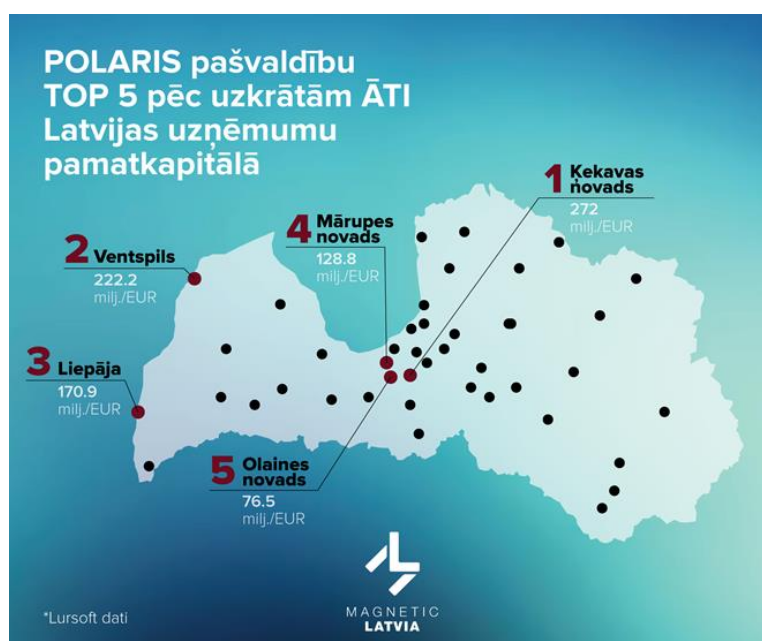 POLARIS pašvaldību
TOP 5 pēc uzkrātām ĀTI
Latvijas uzņēmumu
pamatkapitālā
1 Ķekavas
novads
272
milj./EUR
4 Mārupes
novads
128.8
milj./EUR
2 Ventspils
222.2
milj./EUR
3 Liepāja
170.9
milj./EUR
5 Olaines
novads
76.5
milj./EUR
*Lursoft dati
MAGNETIC
LATVIA